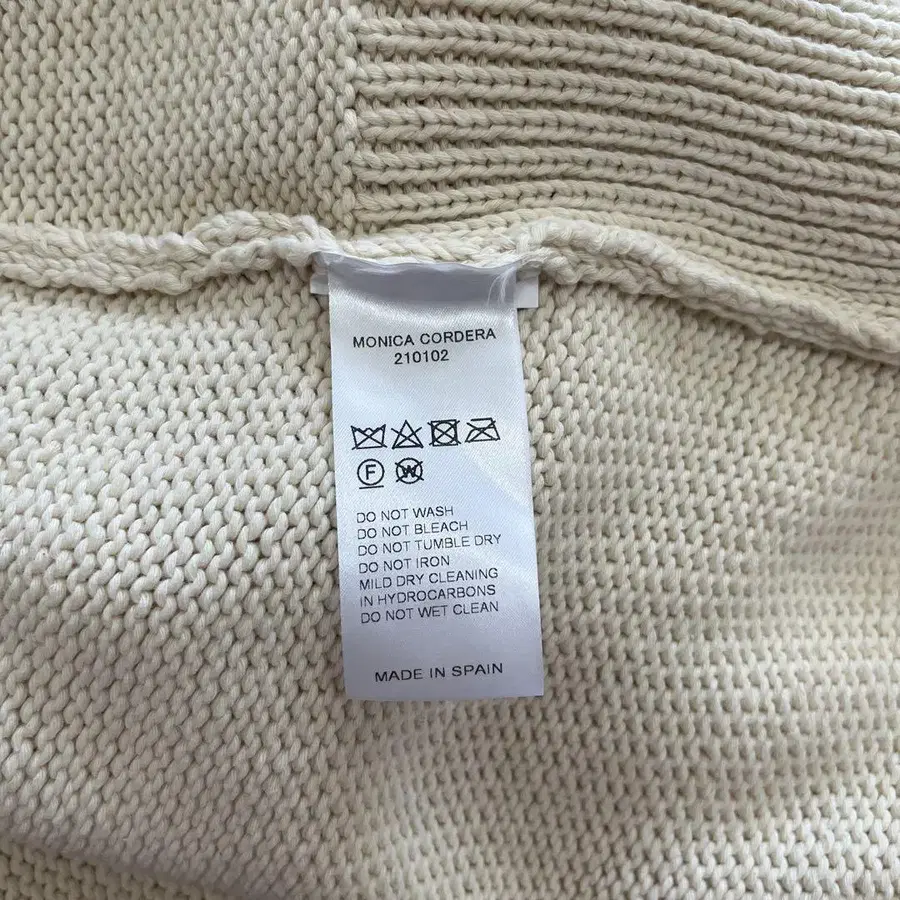 MONICA CORDERA
210102
F W
DO NOT WASH
DO NOT BLEACH
DO NOT TUMBLE DRY
DO NOT IRON
MILD DRY CLEANING
IN HYDROCARBONS
DO NOT WET CLEAN
MADE IN SPAIN